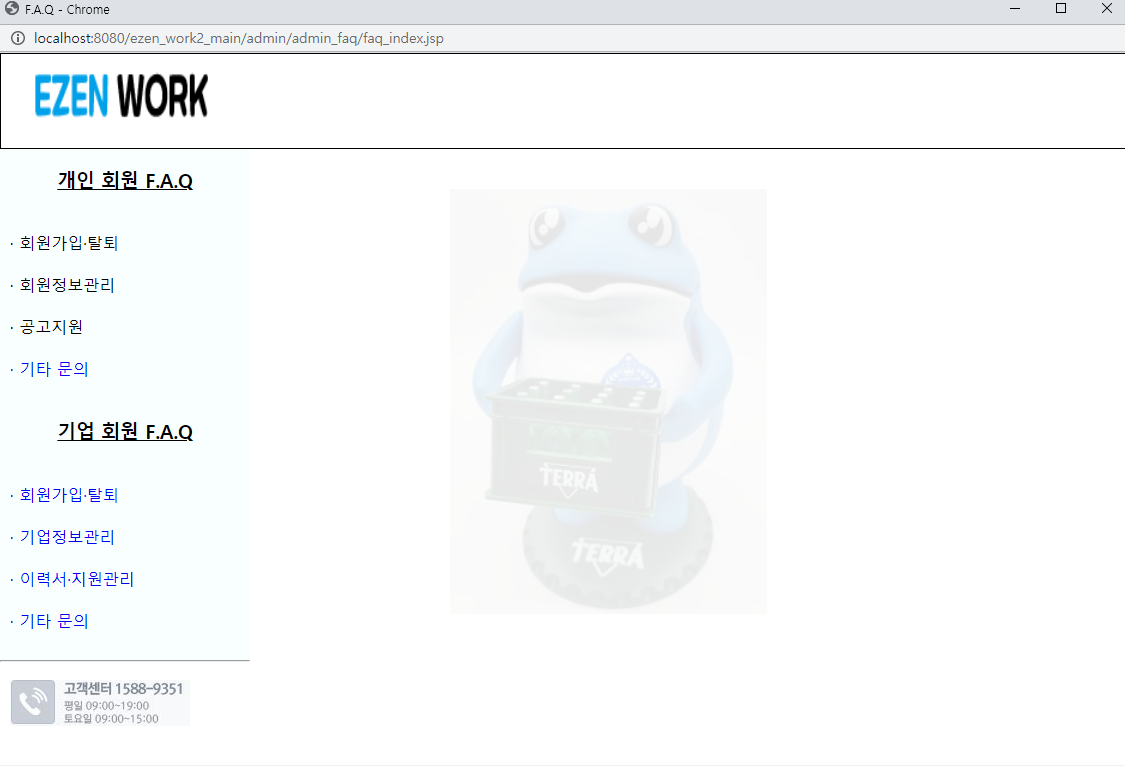 F.A.Q - Chrome
localhost:8080/ezen_work2_main/admin/admin_faq/faq_index.jsp
EZEN WORK
개인 회원 F.A.Q
· 회원가입·탈퇴
· 회원정보관리
· 공고지원
· 기타 문의
기업 회원 F.A.Q
· 회원가입·탈퇴
· 기업정보관리
· 이력서·지원관리
· 기타 문의
고객센터 1588-9351
평일 09:00~19:00
토요일 09:00~15:00
TERRA
TERRA